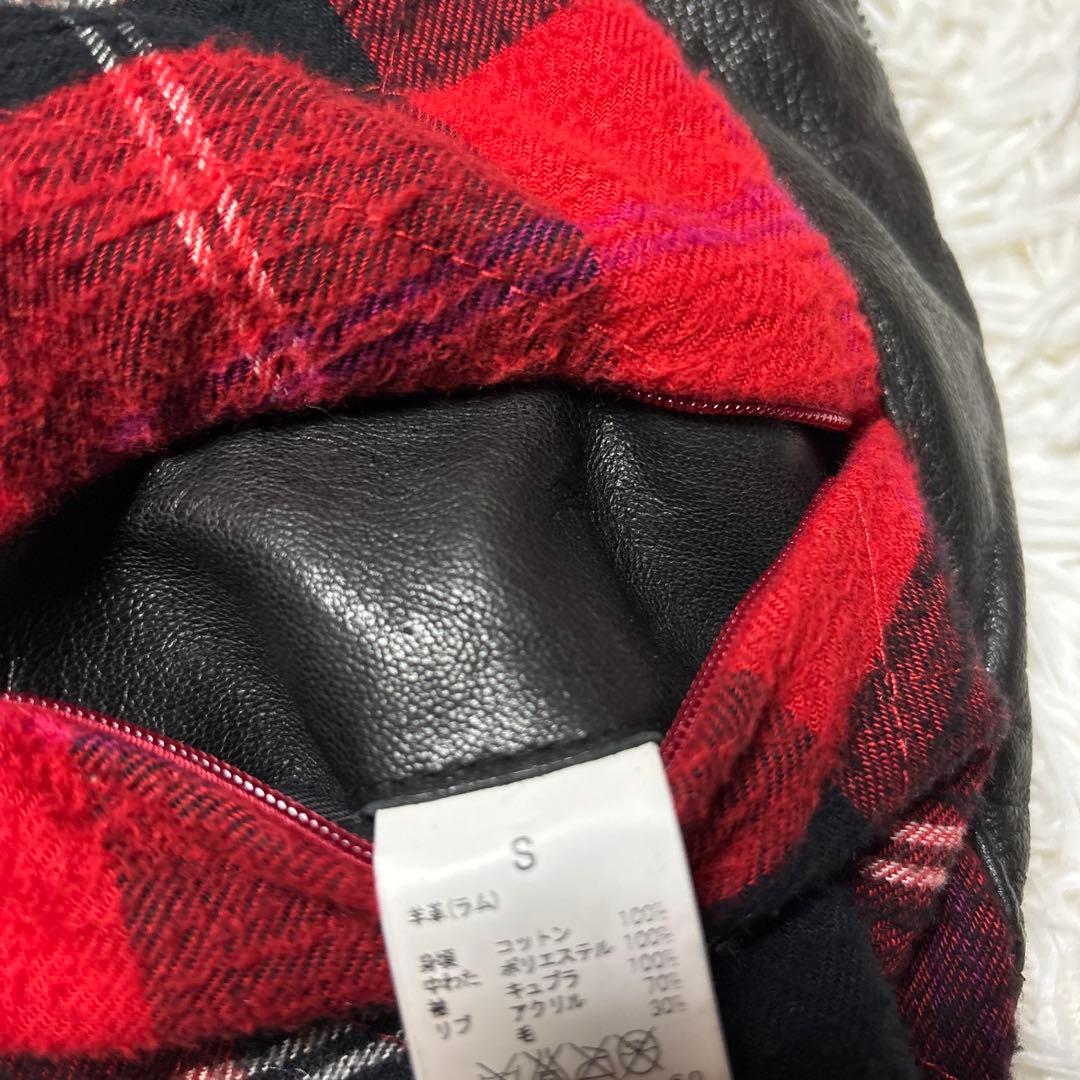 S
羊革(ラム)
身頃 コットン 100%
中わた ポリエステル 100%
袖 キュプラ 100%
リブ アクリル 70%
毛 30%